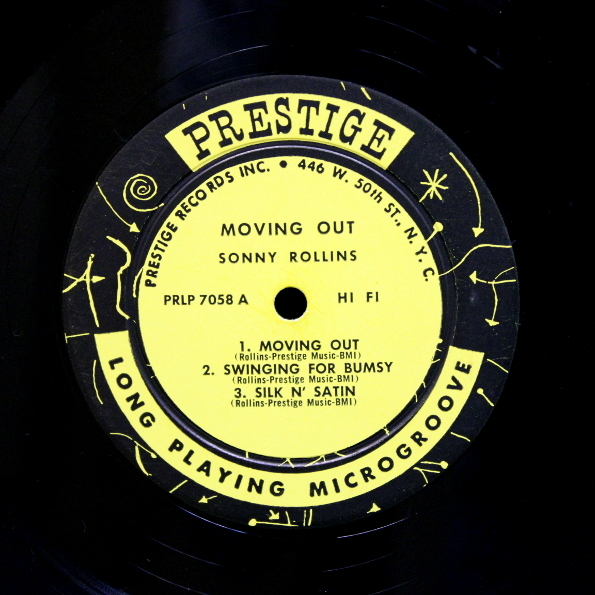 PRESTIGE
PRESTIGE RECORDS INC. • 446 W. 50th ST., N.Y.C.
MOVING OUT
SONNY ROLLINS
PRLP 7058 A HI FI
1. MOVING OUT
(Rollins-Prestige Music-BMI)
2. SWINGING FOR BUMSY
(Rollins-Prestige Music-BMI)
3. SILK N' SATIN
(Rollins-Prestige Music-BMI)
LONG PLAYING MICROGROOVE